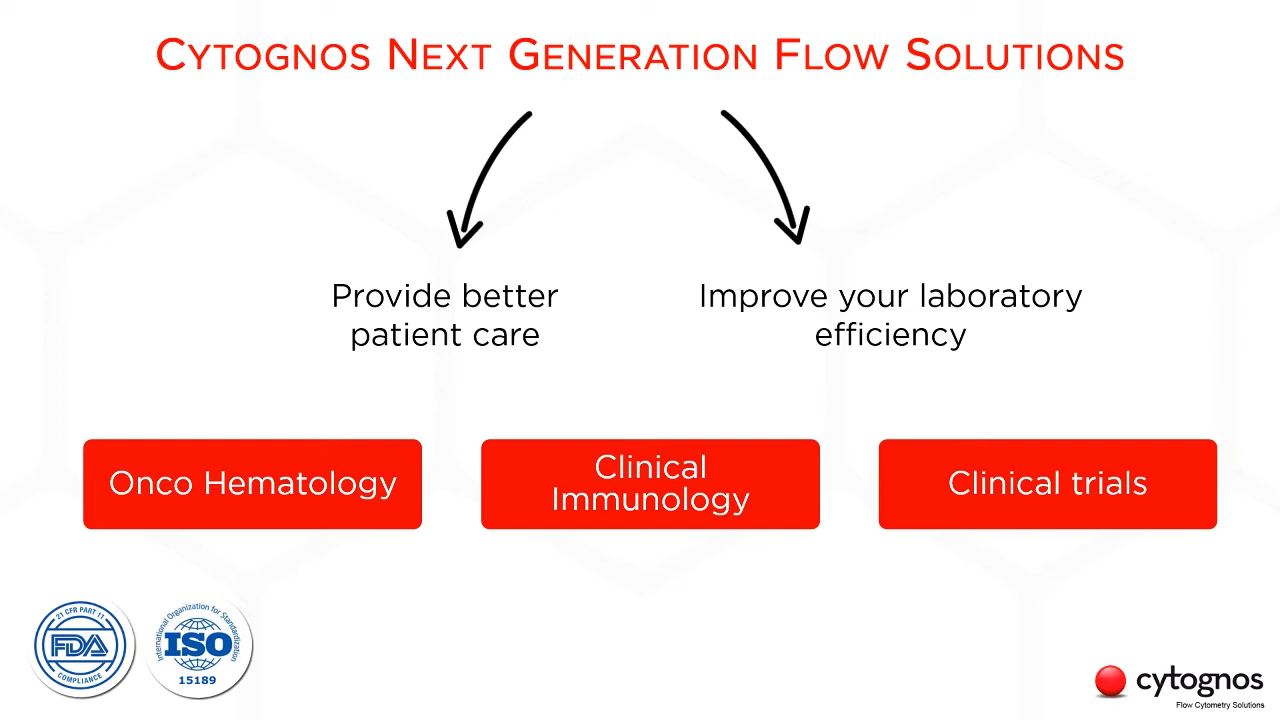 CYTOGNOS NEXT GENERATION FLOW SOLUTIONS
Provide better
patient care
Improve your laboratory
efficiency
Onco Hematology
Clinical
Immunology
Clinical trials
21 CFR PART 11
FDA
COMPLIANCE
International Organization for Standardization
ISO
15189
cytognos
Flow Cytometry Solutions